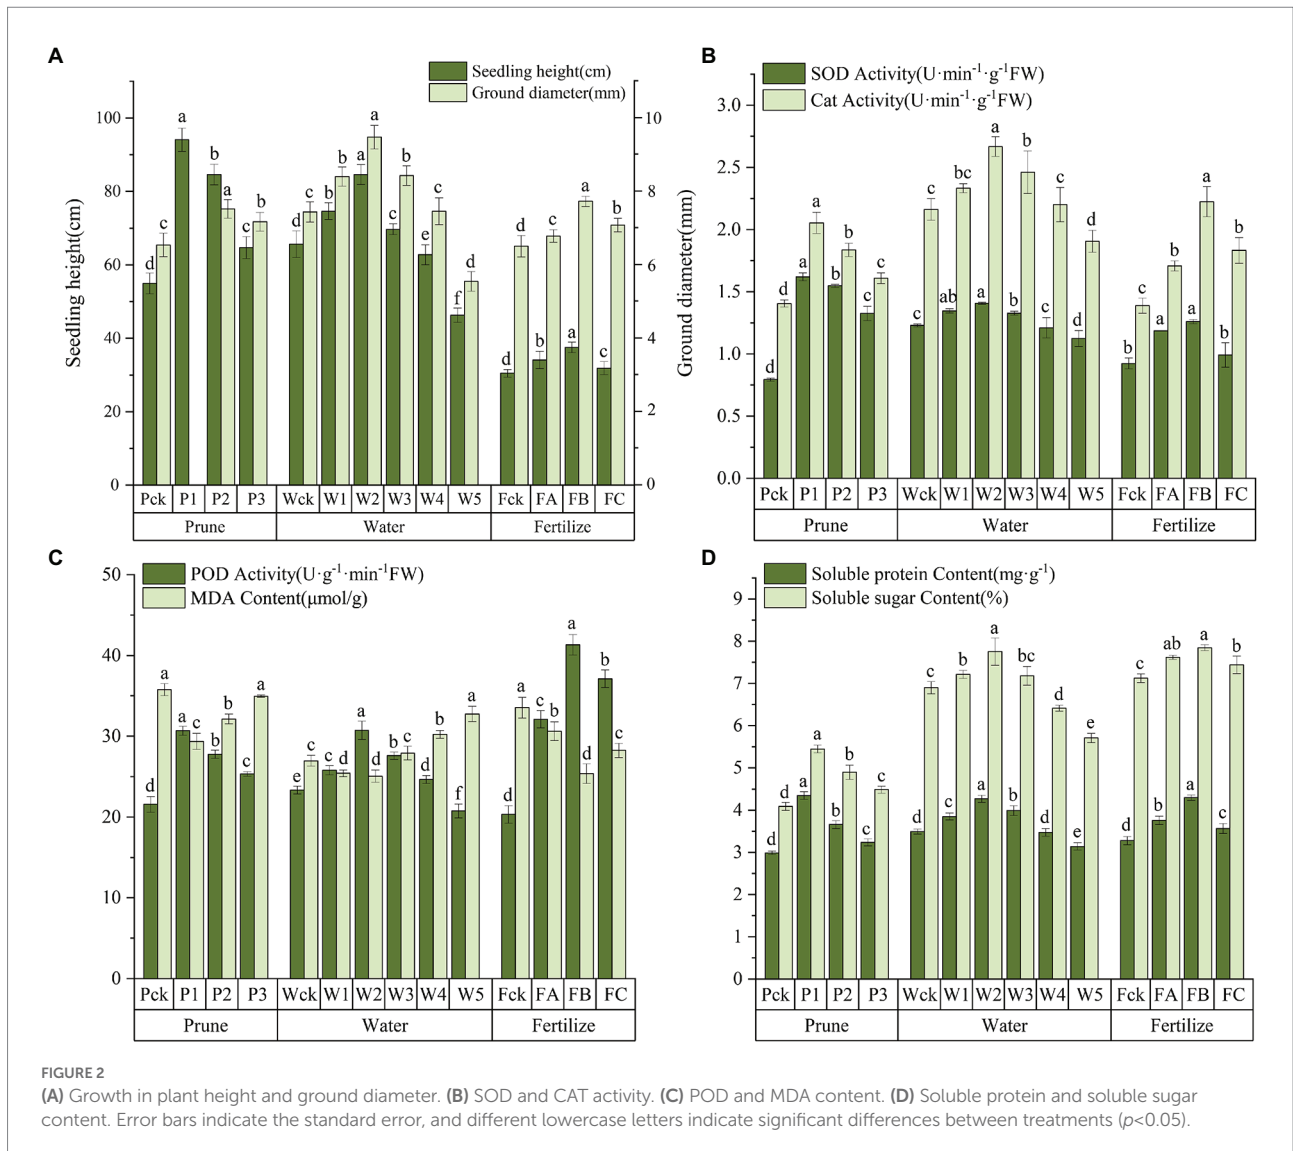 A
Seedling height(cm)
Ground diameter(mm)
Seedling height(cm)
100
80
60
40
20
0
10
8
6
4
2
0
Ground diameter(mm)
d c a b a c b
d c b b a a c b e c f d
d b c c a b c b
Pck P1 P2 P3 Wck W1 W2 W3 W4 W5 Fck FA FB FC
Prune Water Fertilize
B
SOD Activity(U·min⁻¹·g⁻¹FW)
Cat Activity(U·min⁻¹·g⁻¹FW)
3.0
2.5
2.0
1.5
1.0
0.5
0.0
d d a a b b c c
c c ab bc a a b b c c d d
b c a b a a b b
Pck P1 P2 P3 Wck W1 W2 W3 W4 W5 Fck FA FB FC
Prune Water Fertilize
C
POD Activity(U·g⁻¹·min⁻¹FW)
MDA Content(μmol/g)
50
40
30
20
10
0
d a a c b b c a
e c c d a d b c d b f a
d a c b a d b c
Pck P1 P2 P3 Wck W1 W2 W3 W4 W5 Fck FA FB FC
Prune Water Fertilize
D
Soluble protein Content(mg·g⁻¹)
Soluble sugar Content(%)
9
8
7
6
5
4
3
2
1
0
d d a a b b c c
d c c b a a b bc d d e e
d c b ab a a c b
Pck P1 P2 P3 Wck W1 W2 W3 W4 W5 Fck FA FB FC
Prune Water Fertilize
FIGURE 2
(A) Growth in plant height and ground diameter. (B) SOD and CAT activity. (C) POD and MDA content. (D) Soluble protein and soluble sugar
content. Error bars indicate the standard error, and different lowercase letters indicate significant differences between treatments (p<0.05).